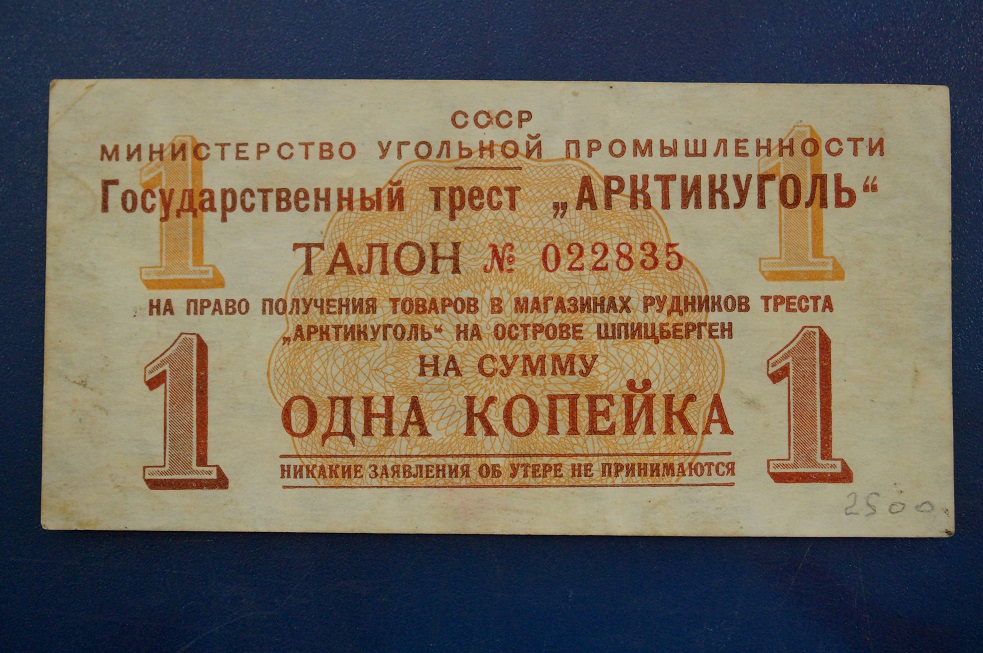 СССР
МИНИСТЕРСТВО УГОЛЬНОЙ ПРОМЫШЛЕННОСТИ
Государственный трест „АРКТИКУГОЛЬ“
1 1
ТАЛОН № 022835
НА ПРАВО ПОЛУЧЕНИЯ ТОВАРОВ В МАГАЗИНАХ РУДНИКОВ ТРЕСТА
„АРКТИКУГОЛЬ“ НА ОСТРОВЕ ШПИЦБЕРГЕН
НА СУММУ
1 ОДНА КОПЕЙКА 1
НИКАКИЕ ЗАЯВЛЕНИЯ ОБ УТЕРЕ НЕ ПРИНИМАЮТСЯ
2500